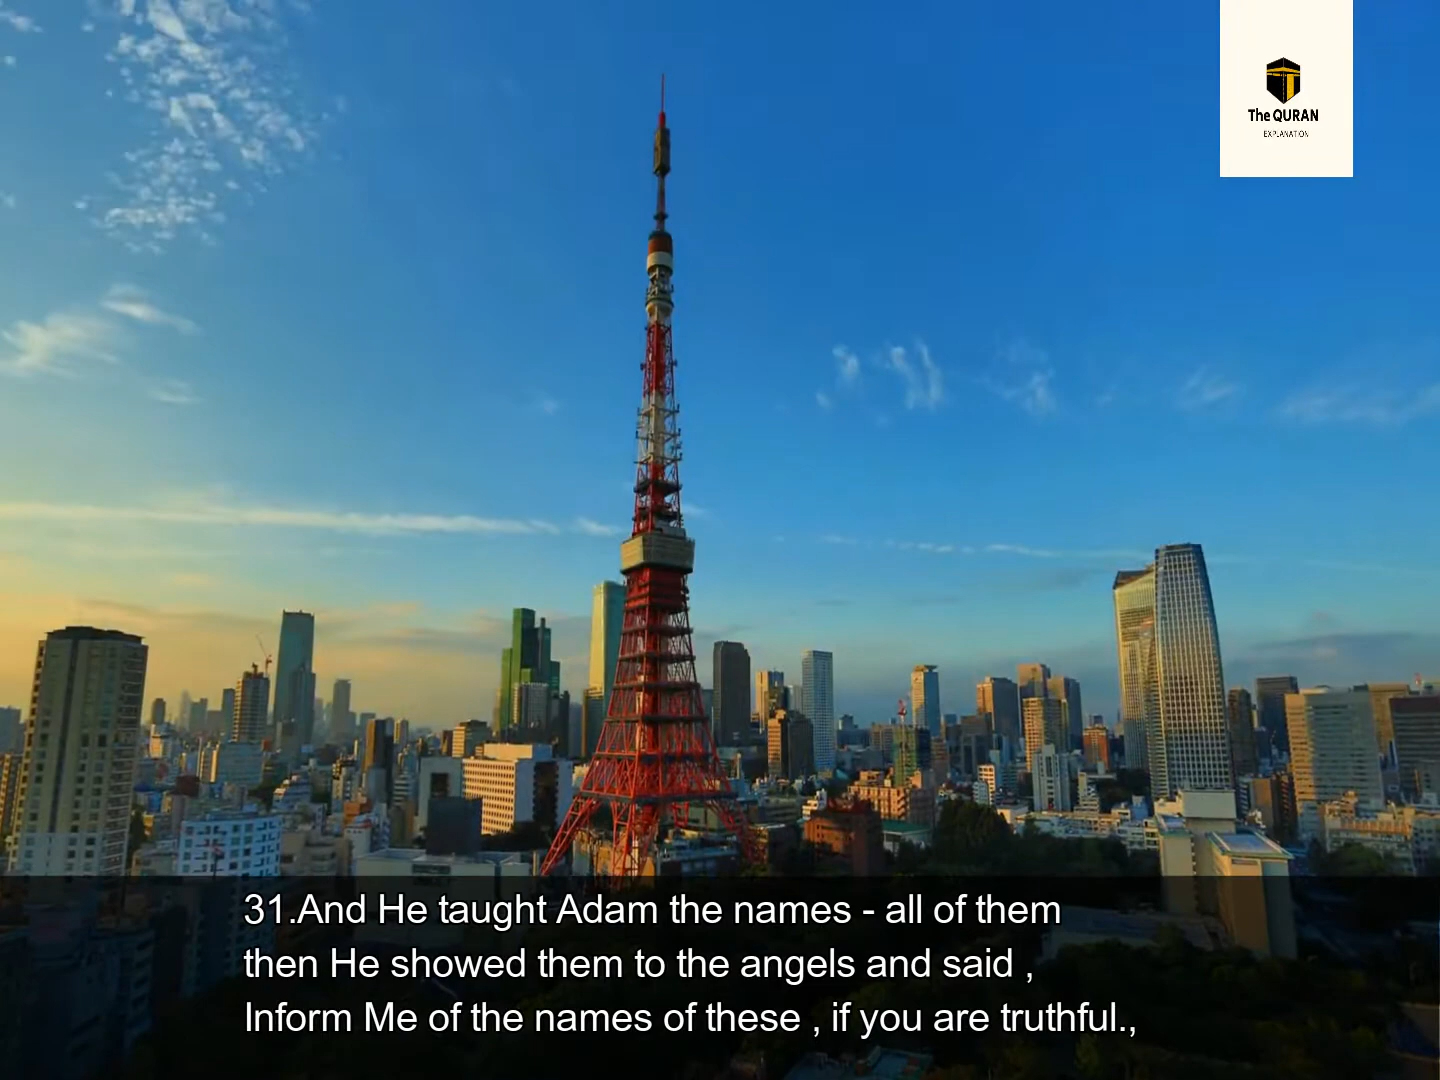 The QURAN
EXPLANATION
31.And He taught Adam the names - all of them
then He showed them to the angels and said ,
Inform Me of the names of these , if you are truthful.,